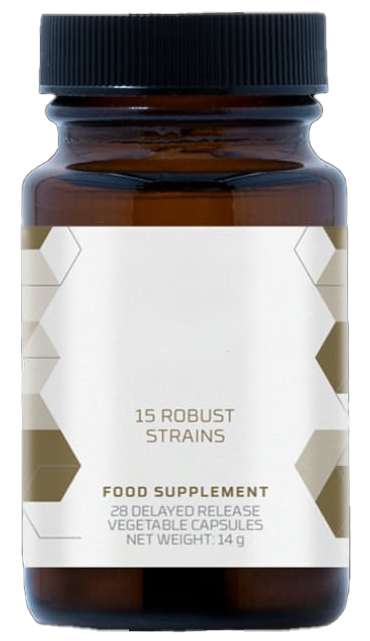 15 ROBUST
STRAINS
FOOD SUPPLEMENT
28 DELAYED RELEASE
VEGETABLE CAPSULES
NET WEIGHT: 14 g